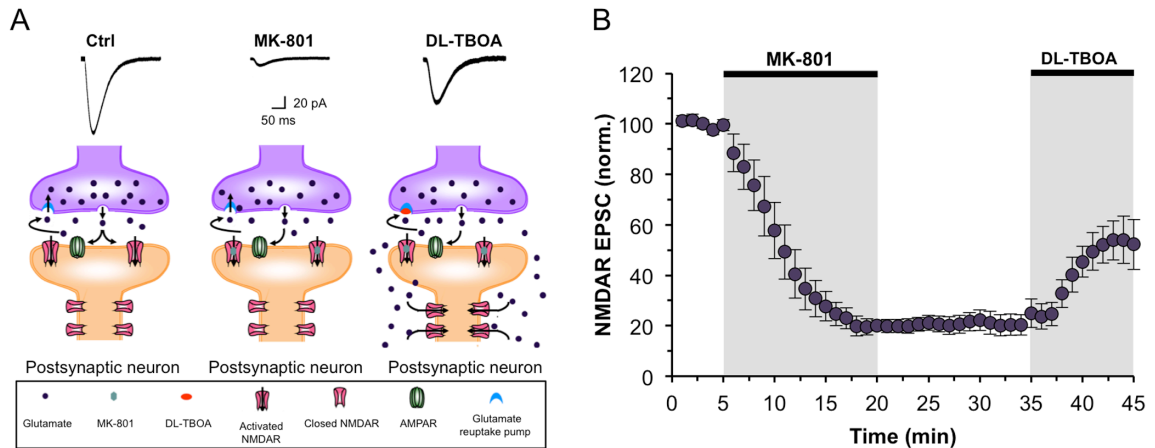 A
Ctrl
MK-801
DL-TBOA
20 pA
50 ms
Postsynaptic neuron
Postsynaptic neuron
Postsynaptic neuron
Glutamate
MK-801
DL-TBOA
Activated
NMDAR
Closed NMDAR
AMPAR
Glutamate
reuptake pump
B
MK-801
DL-TBOA
NMDAR EPSC (norm.)
120
100
80
60
40
20
0
0
5
10
15
20
25
30
35
40
45
Time (min)